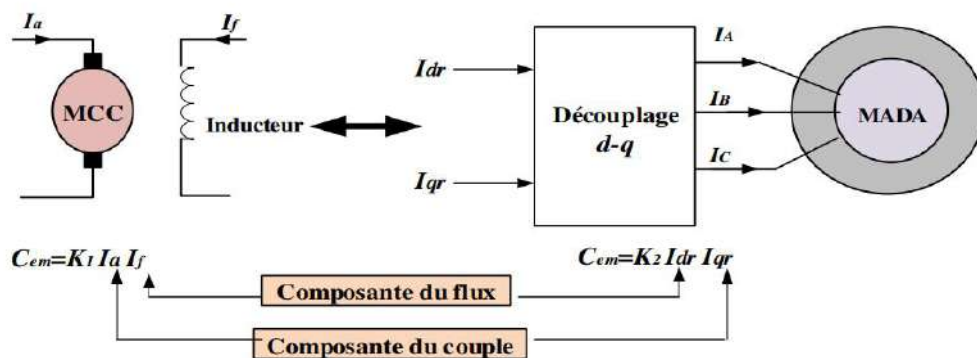 Ia
If
MCC
Inducteur
Idr
Iqr
Découplage
d-q
IA
IB
IC
MADA
Cem=K1 Ia If
Cem=K2 Idr Iqr
Composante du flux
Composante du couple